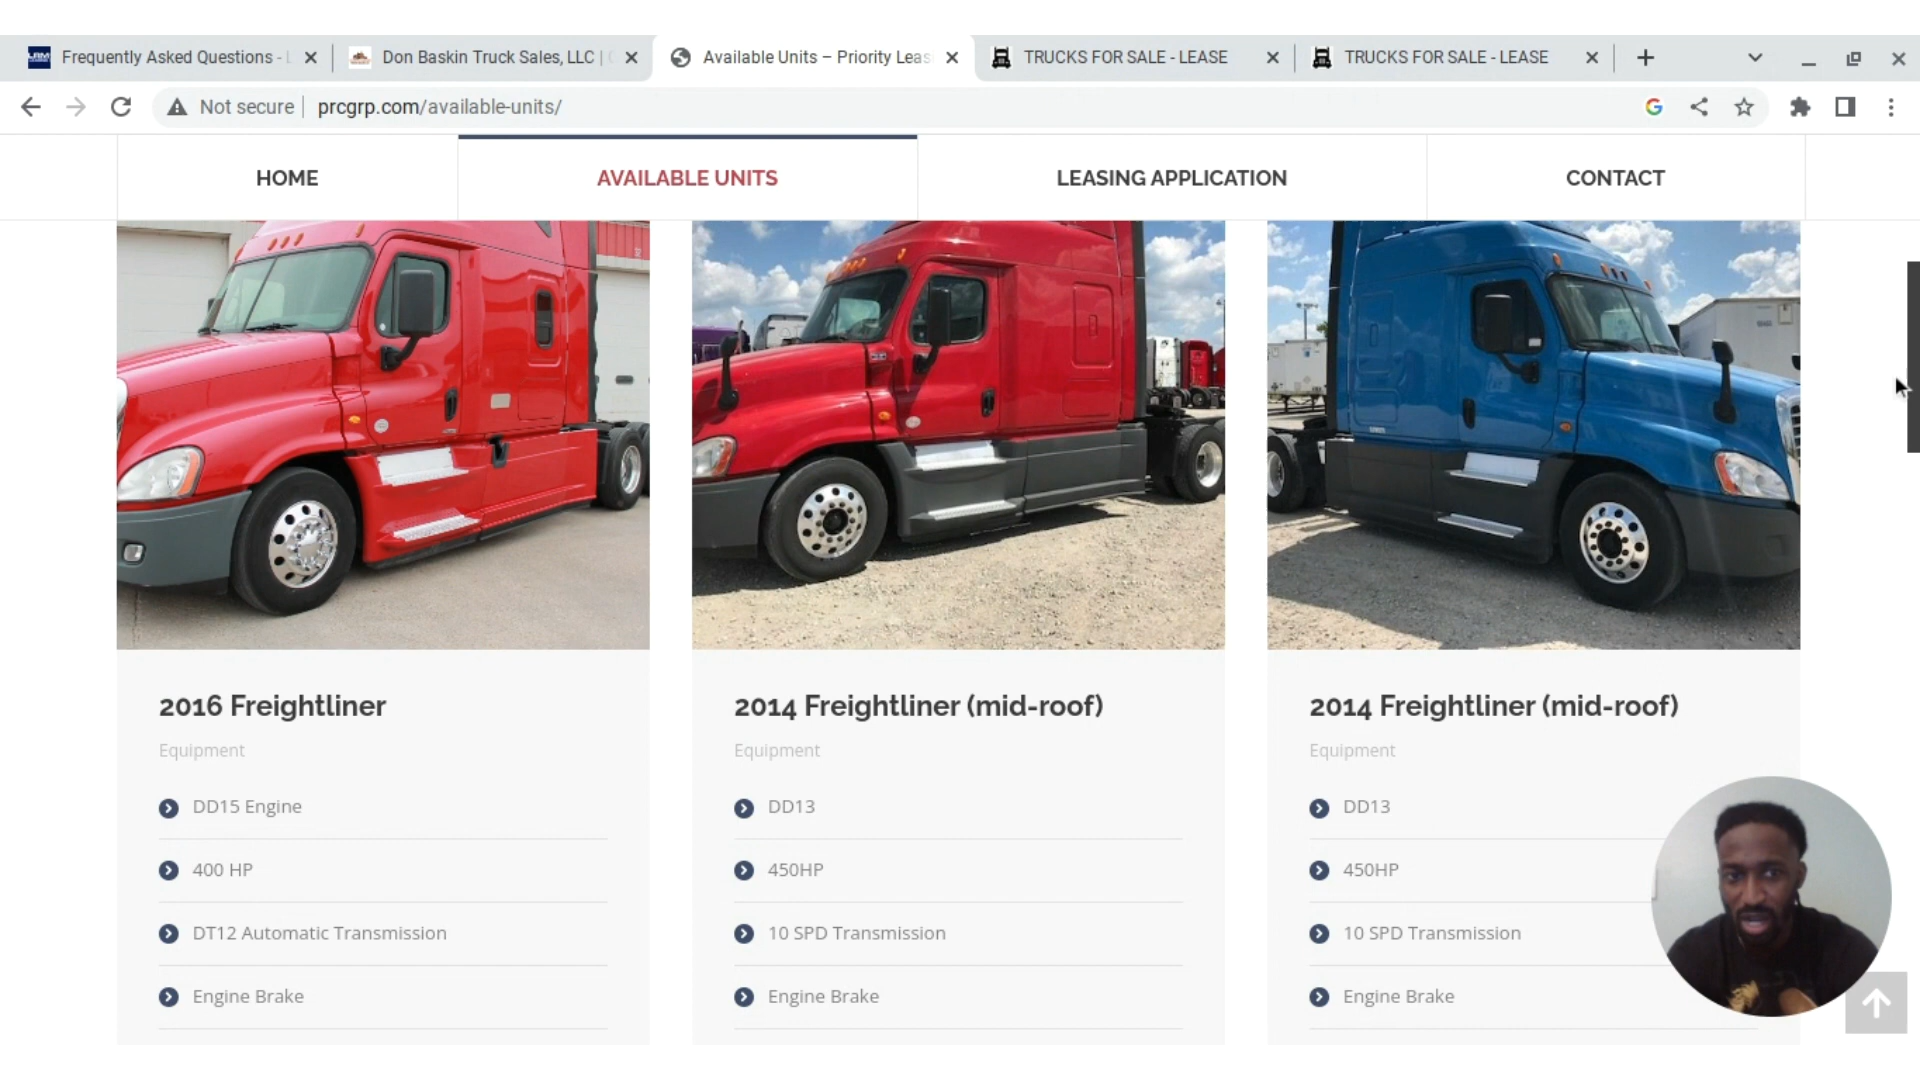 Frequently Asked Questions - L
Don Baskin Truck Sales, LLC |
Available Units – Priority Leas
TRUCKS FOR SALE - LEASE
TRUCKS FOR SALE - LEASE
Not secure
prcgrp.com/available-units/
HOME
AVAILABLE UNITS
LEASING APPLICATION
CONTACT
2016 Freightliner
Equipment
DD15 Engine
400 HP
DT12 Automatic Transmission
Engine Brake
2014 Freightliner (mid-roof)
Equipment
DD13
450HP
10 SPD Transmission
Engine Brake
2014 Freightliner (mid-roof)
Equipment
DD13
450HP
10 SPD Transmission
Engine Brake